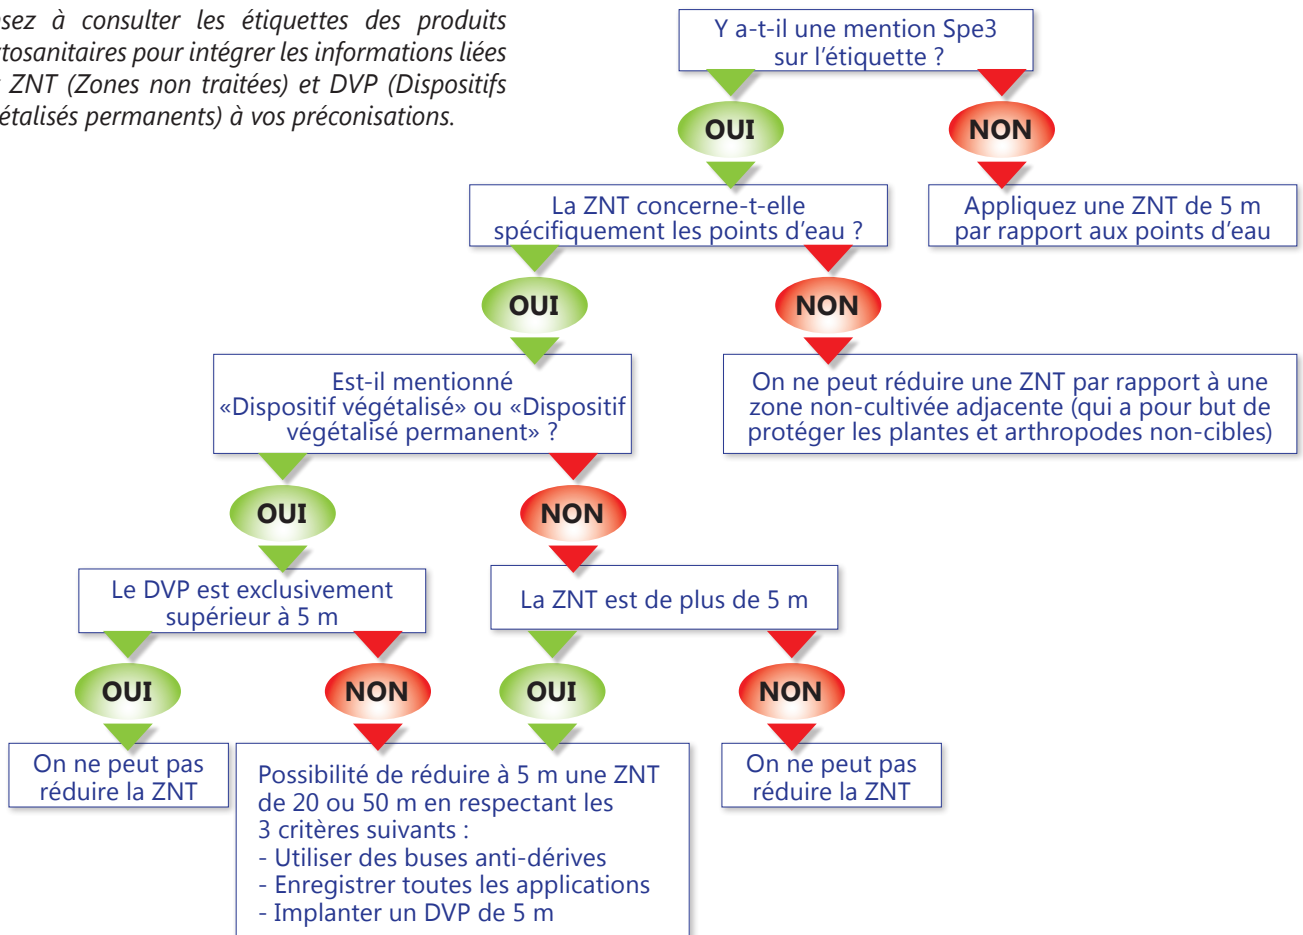 sez à consulter les étiquettes des produits
tosanitaires pour intégrer les informations liées
ZNT (Zones non traitées) et DVP (Dispositifs
étalisés permanents) à vos préconisations.
Y a-t-il une mention Spe3
sur l'étiquette ?
OUI
NON
La ZNT concerne-t-elle
spécifiquement les points d'eau ?
Appliquez une ZNT de 5 m
par rapport aux points d'eau
OUI
NON
Est-il mentionné
«Dispositif végétalisé» ou «Dispositif
végétalisé permanent» ?
On ne peut réduire une ZNT par rapport à une
zone non-cultivée adjacente (qui a pour but de
protéger les plantes et arthropodes non-cibles)
OUI
NON
Le DVP est exclusivement
supérieur à 5 m
La ZNT est de plus de 5 m
OUI
NON
OUI
NON
On ne peut pas
réduire la ZNT
Possibilité de réduire à 5 m une ZNT
de 20 ou 50 m en respectant les
3 critères suivants :
- Utiliser des buses anti-dérives
- Enregistrer toutes les applications
- Implanter un DVP de 5 m
On ne peut pas
réduire la ZNT